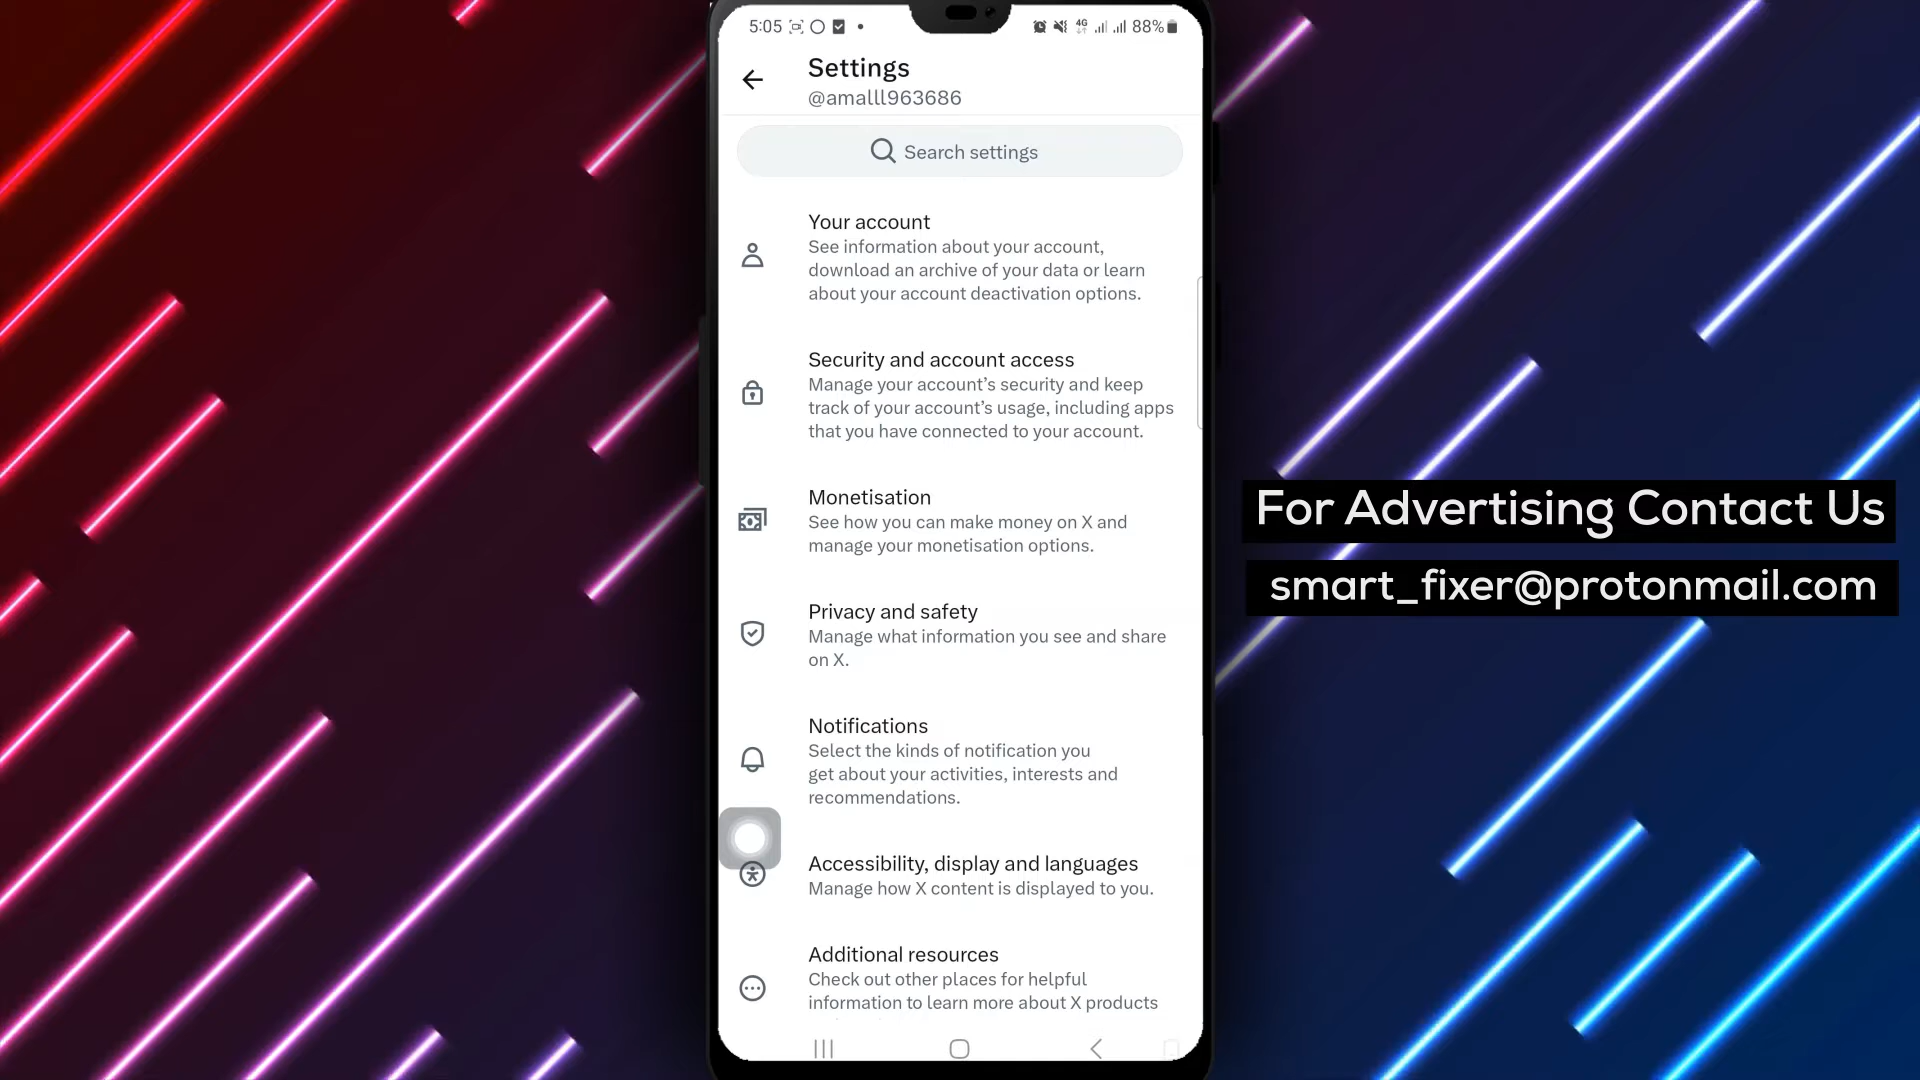 5:05
4G
88%
Settings
@amalll963686
Search settings
Your account
See information about your account,
download an archive of your data or learn
about your account deactivation options.
Security and account access
Manage your account’s security and keep
track of your account’s usage, including apps
that you have connected to your account.
Monetisation
See how you can make money on X and
manage your monetisation options.
Privacy and safety
Manage what information you see and share
on X.
Notifications
Select the kinds of notification you
get about your activities, interests and
recommendations.
Accessibility, display and languages
Manage how X content is displayed to you.
Additional resources
Check out other places for helpful
information to learn more about X products
For Advertising Contact Us
smart_fixer@protonmail.com